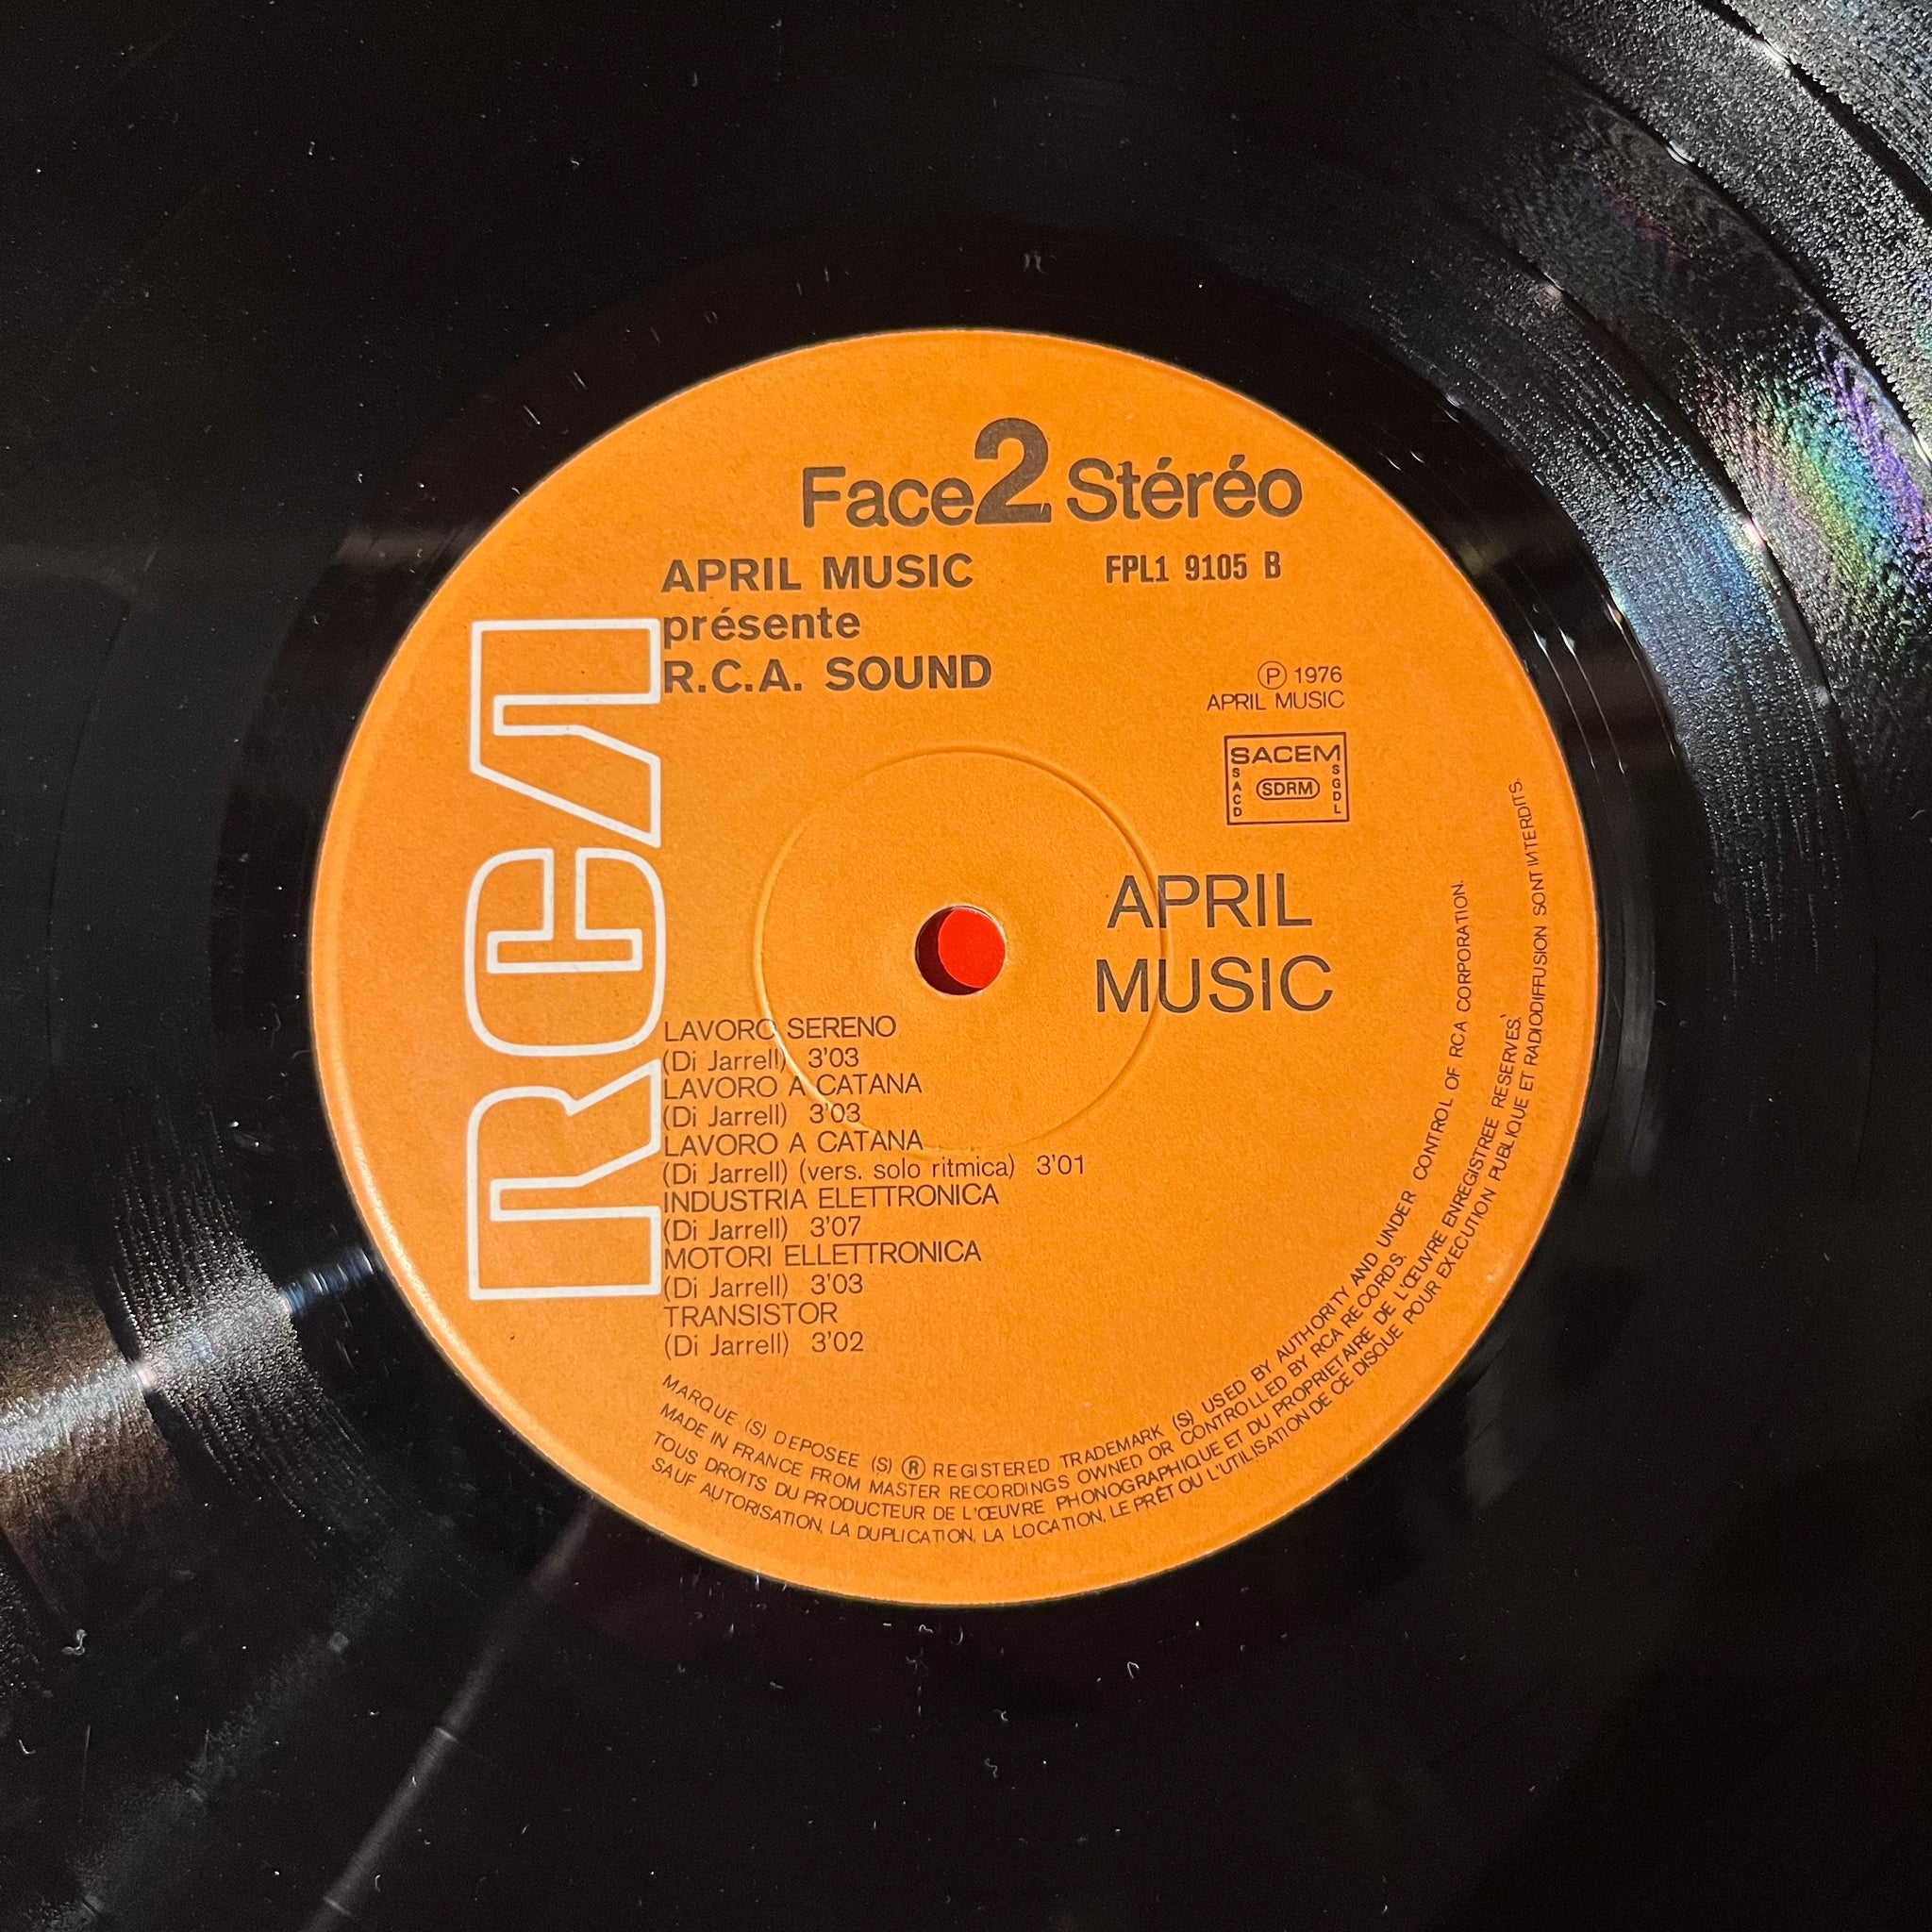 Face 2 Stéréo
APRIL MUSIC
présente
R.C.A. SOUND
FPL1 9105 B
Ⓟ 1976
APRIL MUSIC
SACEM
SACD
SDRM
SGDL
RCA
APRIL
MUSIC
LAVORO SERENO
(Di Jarrell) 3'03
LAVORO A CATANA
(Di Jarrell) 3'03
LAVORO A CATANA
(Di Jarrell) (vers. solo ritmica) 3'01
INDUSTRIA ELETTRONICA
(Di Jarrell) 3'07
MOTORI ELLETTRONICA
(Di Jarrell) 3'03
TRANSISTOR
(Di Jarrell) 3'02
MARQUE (S) DEPOSEE (S) ® REGISTERED TRADEMARK (S) USED BY AUTHORITY AND UNDER CONTROL OF RCA CORPORATION.
MADE IN FRANCE FROM MASTER RECORDINGS OWNED OR CONTROLLED BY RCA RECORDS.
TOUS DROITS DU PRODUCTEUR DE L'ŒUVRE PHONOGRAPHIQUE ET DU PROPRIETAIRE DE L'ŒUVRE ENREGISTREE RESERVES.
SAUF AUTORISATION, LA DUPLICATION, LA LOCATION, LE PRÊT OU L'UTILISATION DE CE DISQUE POUR EXECUTION PUBLIQUE ET RADIODIFFUSION SONT INTERDITS.